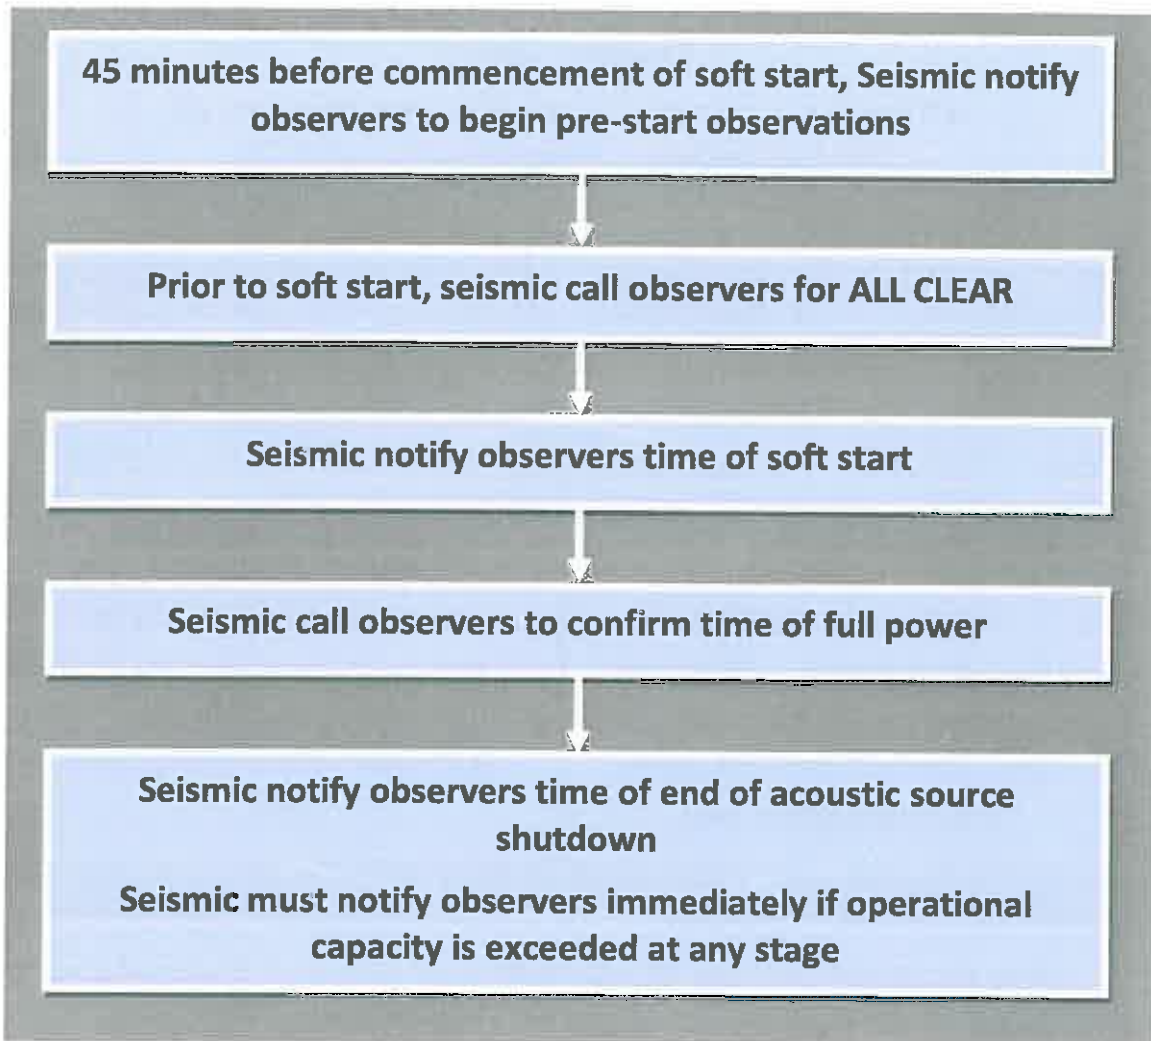 45 minutes before commencement of soft start, Seismic notify
observers to begin pre-start observations
Prior to soft start, seismic call observers for ALL CLEAR
Seismic notify observers time of soft start
Seismic call observers to confirm time of full power
Seismic notify observers time of end of acoustic source
shutdown
Seismic must notify observers immediately if operational
capacity is exceeded at any stage